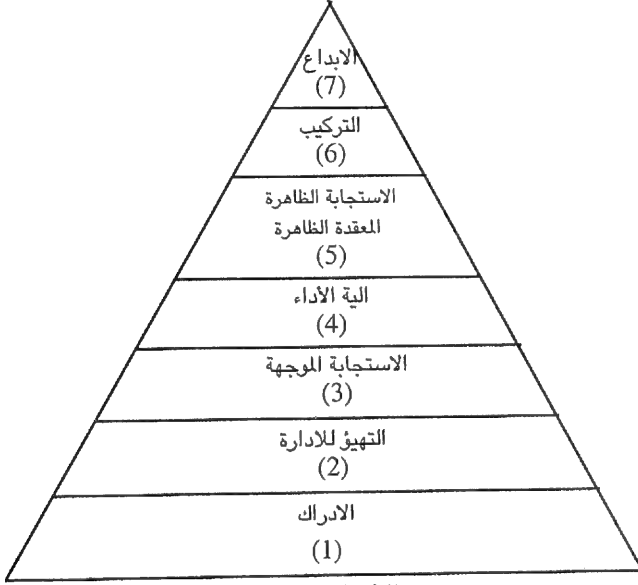 الابداع
(7)
التركيب
(6)
الاستجابة الظاهرة
المعقدة الظاهرة
(5)
الية الأداء
(4)
الاستجابة الموجهة
(3)
التهيؤ للادارة
(2)
الادراك
(1)